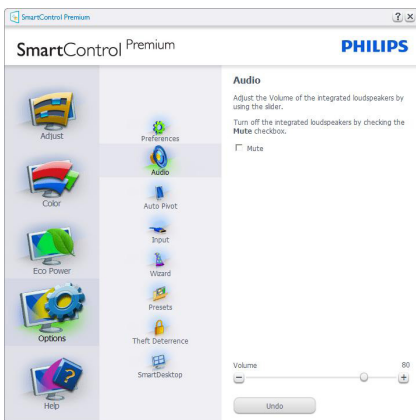 SmartControl Premium
SmartControl Premium
PHILIPS
Adjust
Color
Eco Power
Options
Help
Preferences
Audio
Auto Pivot
Input
Wizard
Presets
Theft Deterrence
SmartDesktop
Audio
Adjust the Volume of the integrated loudspeakers by
using the slider.
Turn off the integrated loudspeakers by checking the
Mute checkbox.
Mute
Volume
80
Undo